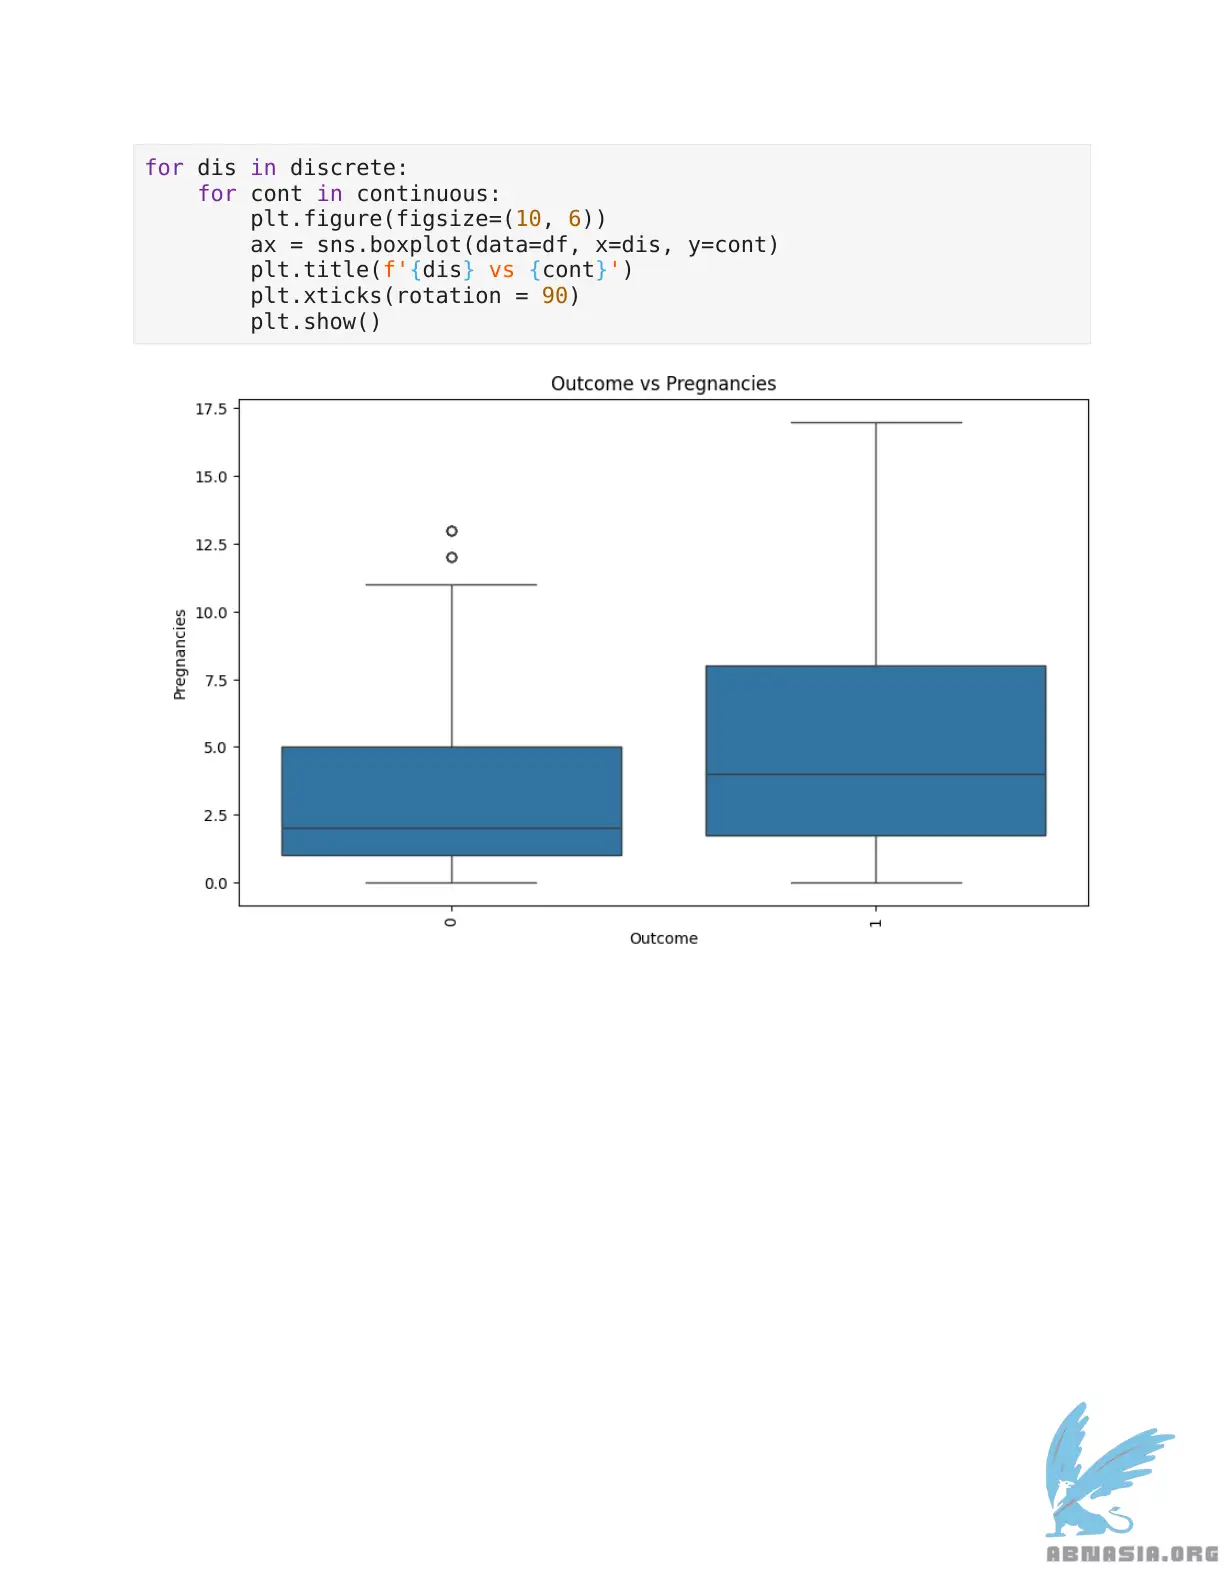 for dis in discrete:
    for cont in continuous:
        plt.figure(figsize=(10, 6))
        ax = sns.boxplot(data=df, x=dis, y=cont)
        plt.title(f'{dis} vs {cont}')
        plt.xticks(rotation = 90)
        plt.show()
Outcome vs Pregnancies
17.5
15.0
12.5
10.0
7.5
5.0
2.5
0.0
Pregnancies
0
1
Outcome
ABNASIA.ORG